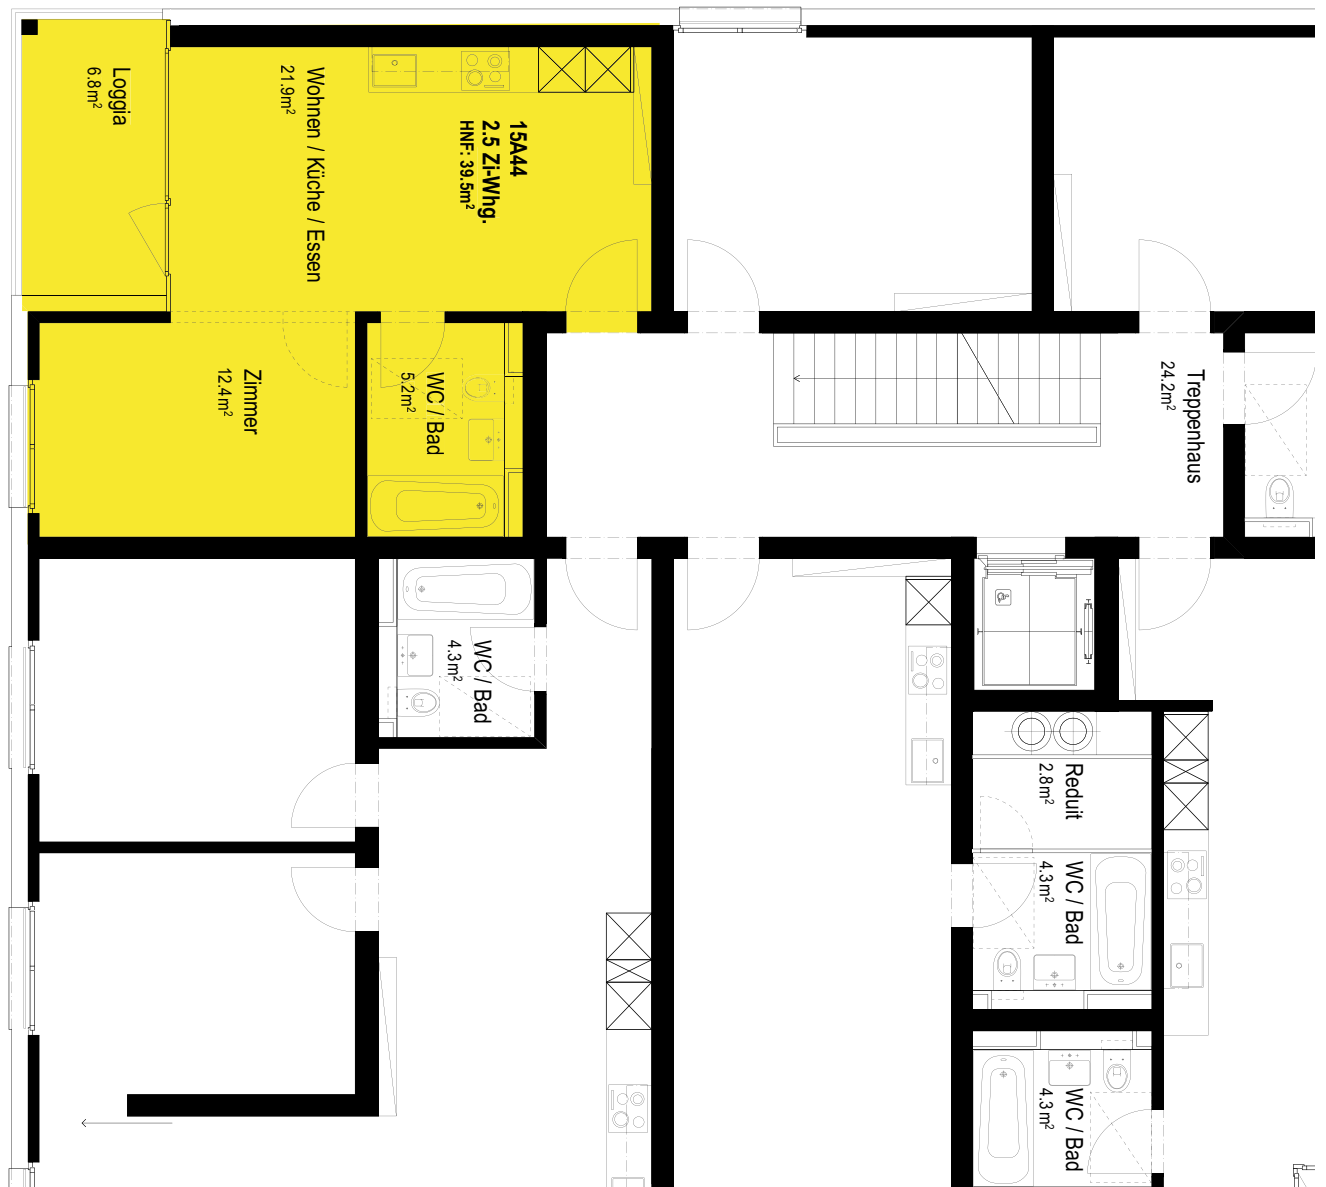 Loggia
6.8m²
Wohnen / Küche / Essen
21.9m²
15A44
2.5 Zi-Whg.
HNF: 39.5m²
Zimmer
12.4m²
WC / Bad
5.2m²
Treppenhaus
24.2m²
WC / Bad
4.3m²
Reduit
2.8m²
WC / Bad
4.3m²
WC / Bad
4.3m²